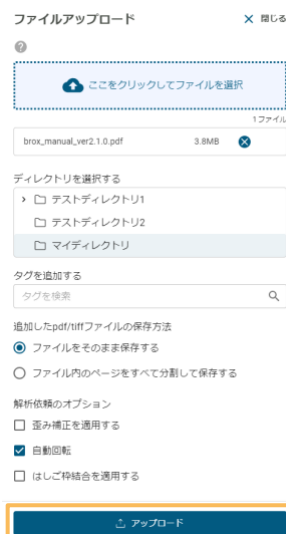 ファイルアップロード
閉じる
ここをクリックしてファイルを選択
1ファイル
brox_manual_ver2.1.0.pdf 3.8MB
ディレクトリを選択する
テストディレクトリ1
テストディレクトリ2
マイディレクトリ
タグを追加する
タグを検索
追加したpdf/tiffファイルの保存方法
ファイルをそのまま保存する
ファイル内のページをすべて分割して保存する
解析依頼のオプション
歪み補正を適用する
自動回転
はしご枠結合を適用する
アップロード